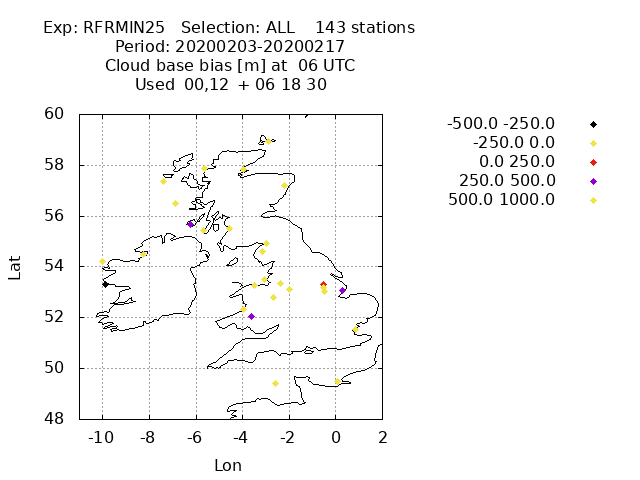 Exp: RFRMIN25 Selection: ALL 143 stations
Period: 20200203-20200217
Cloud base bias [m] at 06 UTC
Used 00,12 + 06 18 30
-500.0 -250.0
-250.0 0.0
0.0 250.0
250.0 500.0
500.0 1000.0
60
58
56
54
52
50
48
Lat
-10 -8 -6 -4 -2 0 2
Lon